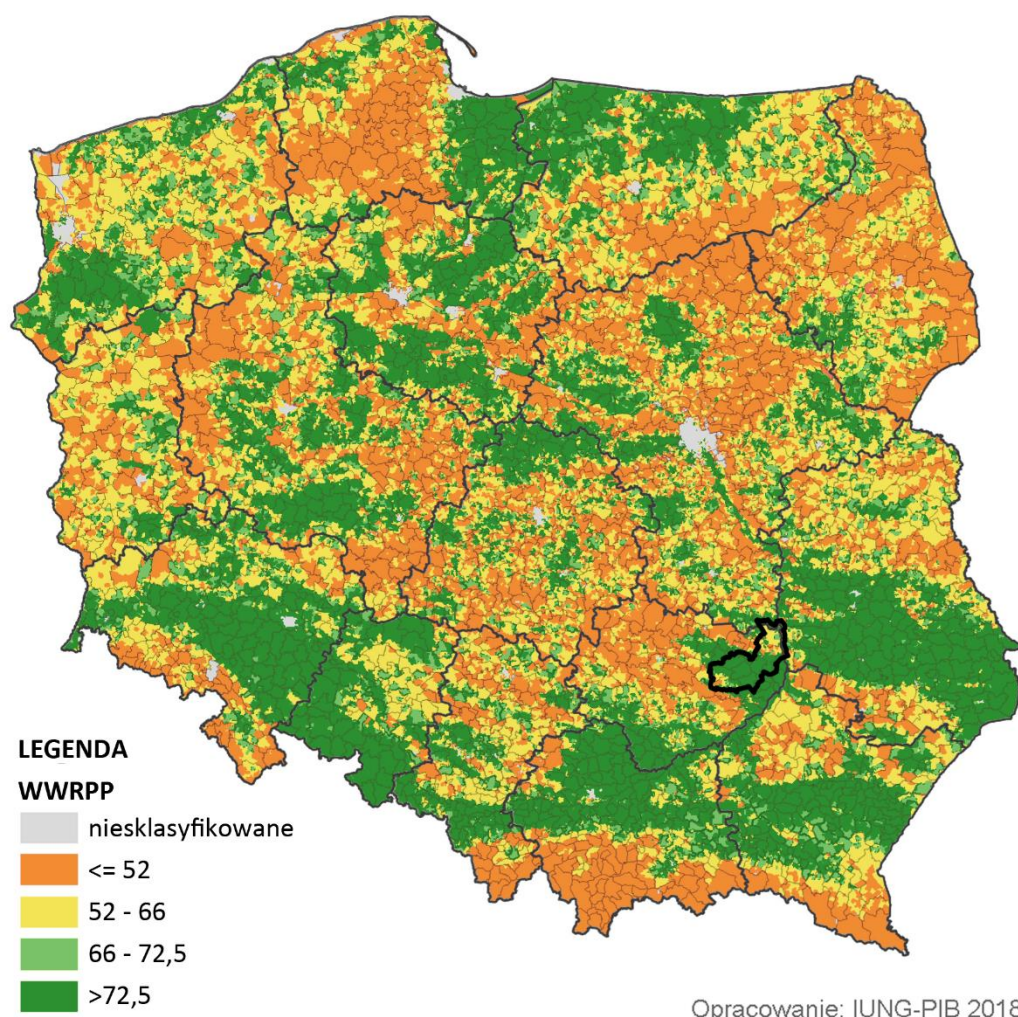 LEGENDA
WWRPP
niesklasyfikowane
<= 52
52 - 66
66 - 72,5
>72,5
Opracowanie: IUNG-PIB 2018